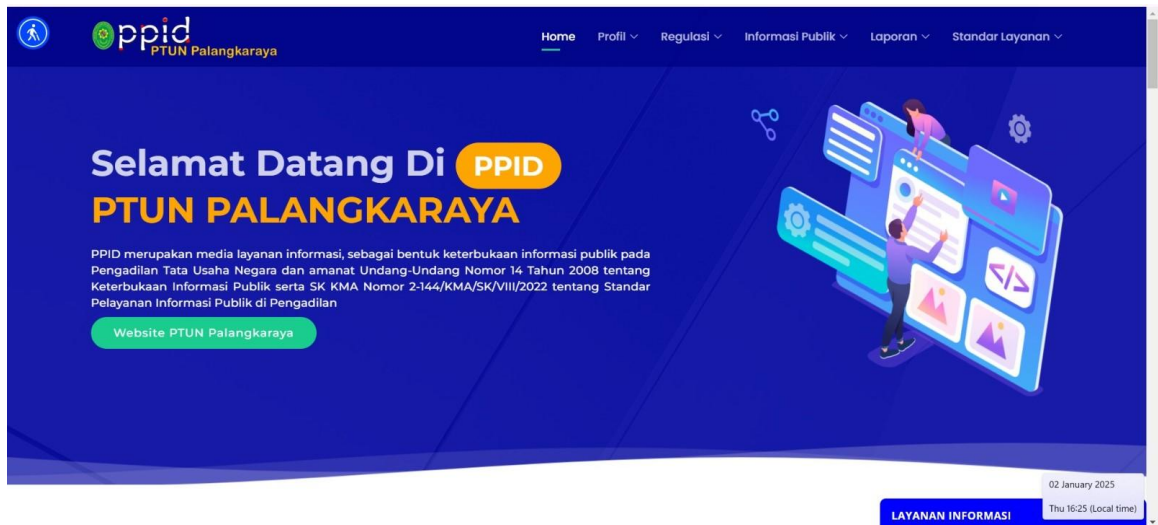 ppid
PTUN Palangkaraya
Home Profil Regulasi Informasi Publik Laporan Standar Layanan
Selamat Datang Di PPID
PTUN PALANGKARAYA
PPID merupakan media layanan informasi, sebagai bentuk keterbukaan informasi publik pada
Pengadilan Tata Usaha Negara dan amanat Undang-Undang Nomor 14 Tahun 2008 tentang
Keterbukaan Informasi Publik serta SK KMA Nomor 2-144/KMA/SK/VIII/2022 tentang Standar
Pelayanan Informasi Publik di Pengadilan
Website PTUN Palangkaraya
</>
02 January 2025
Thu 16:25 (Local time)
LAYANAN INFORMASI